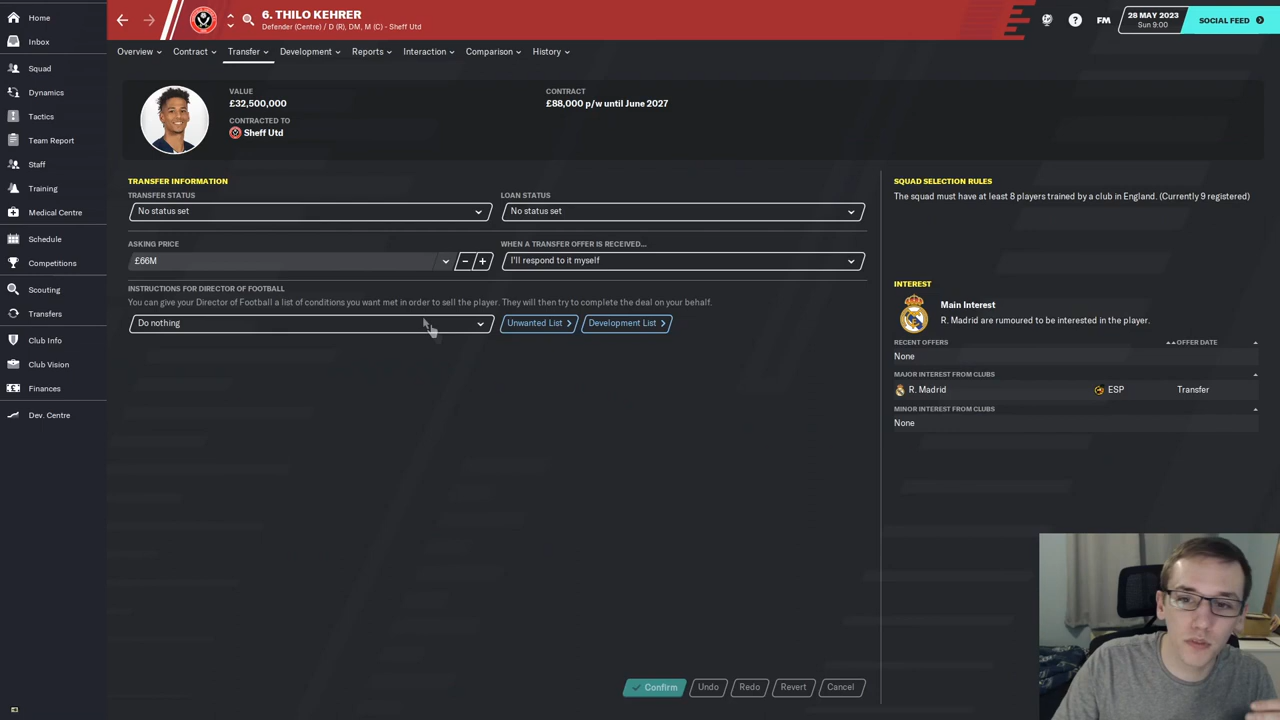 Home
Inbox
Squad
Dynamics
Tactics
Team Report
Staff
Training
Medical Centre
Schedule
Competitions
Scouting
Transfers
Club Info
Club Vision
Finances
Dev. Centre
6. THILO KEHRER
Defender (Centre) / D (R), DM, M (C) - Sheff Utd
? FM
28 MAY 2023
Sun 9:00
SOCIAL FEED
Overview Contract Transfer Development Reports Interaction Comparison History
VALUE
£32,500,000
CONTRACTED TO
Sheff Utd
CONTRACT
£88,000 p/w until June 2027
TRANSFER INFORMATION
TRANSFER STATUS
No status set
LOAN STATUS
No status set
ASKING PRICE
£66M
- +
WHEN A TRANSFER OFFER IS RECEIVED...
I'll respond to it myself
INSTRUCTIONS FOR DIRECTOR OF FOOTBALL
You can give your Director of Football a list of conditions you want met in order to sell the player. They will then try to complete the deal on your behalf.
Do nothing
Unwanted List
Development List
SQUAD SELECTION RULES
The squad must have at least 8 players trained by a club in England. (Currently 9 registered)
INTEREST
Main Interest
R. Madrid are rumoured to be interested in the player.
RECENT OFFERS OFFER DATE
None
MAJOR INTEREST FROM CLUBS
R. Madrid ESP Transfer
MINOR INTEREST FROM CLUBS
None
Confirm Undo Redo Revert Cancel